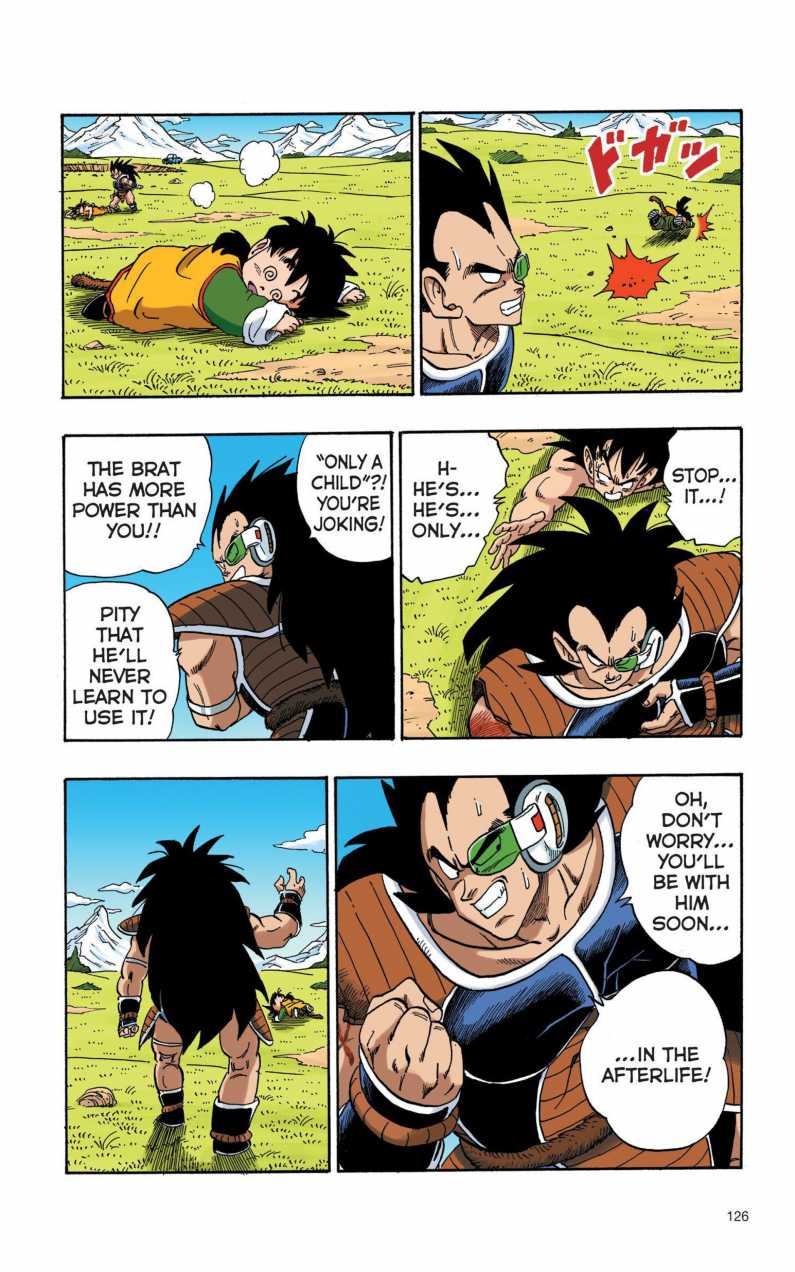 ドガッ
STOP...
IT...!
H-
HE'S...
HE'S...
ONLY...
"ONLY A
CHILD"?!
YOU'RE
JOKING!
THE BRAT
HAS MORE
POWER THAN
YOU!!
PITY
THAT
HE'LL
NEVER
LEARN TO
USE IT!
OH,
DON'T
WORRY...
YOU'LL
BE WITH
HIM
SOON...
...IN THE
AFTERLIFE!
126